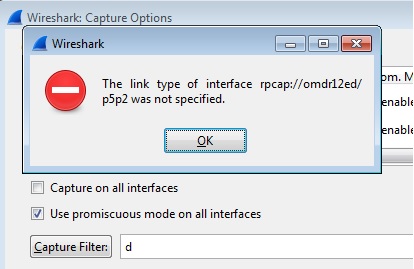 Wireshark: Capture Options
Wireshark
The link type of interface rpcap://omdr12ed/
p5p2 was not specified.
OK
om. M
enable
enable
Capture on all interfaces
Use promiscuous mode on all interfaces
Capture Filter:
d